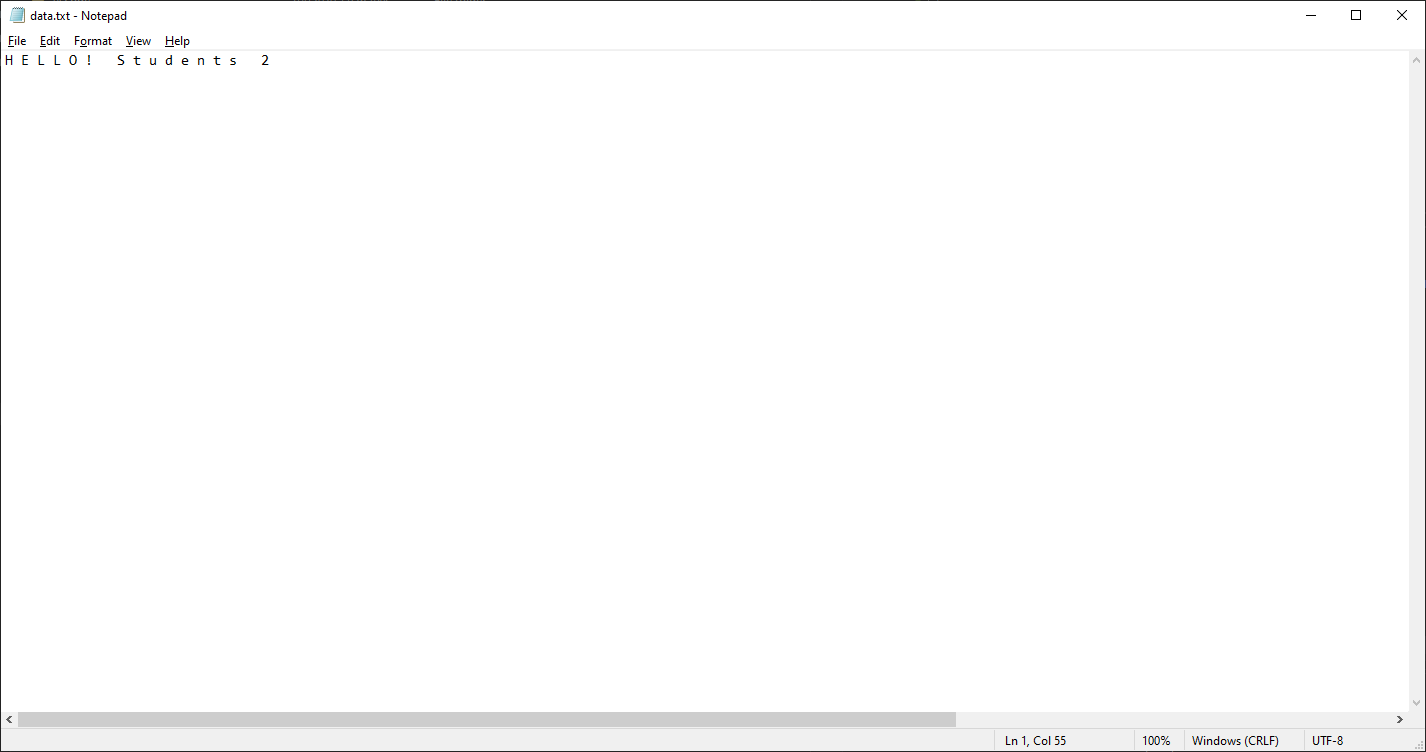 data.txt - Notepad
File Edit Format View Help
H E L L O !   S t u d e n t s   2
Ln 1, Col 55 100% Windows (CRLF) UTF-8